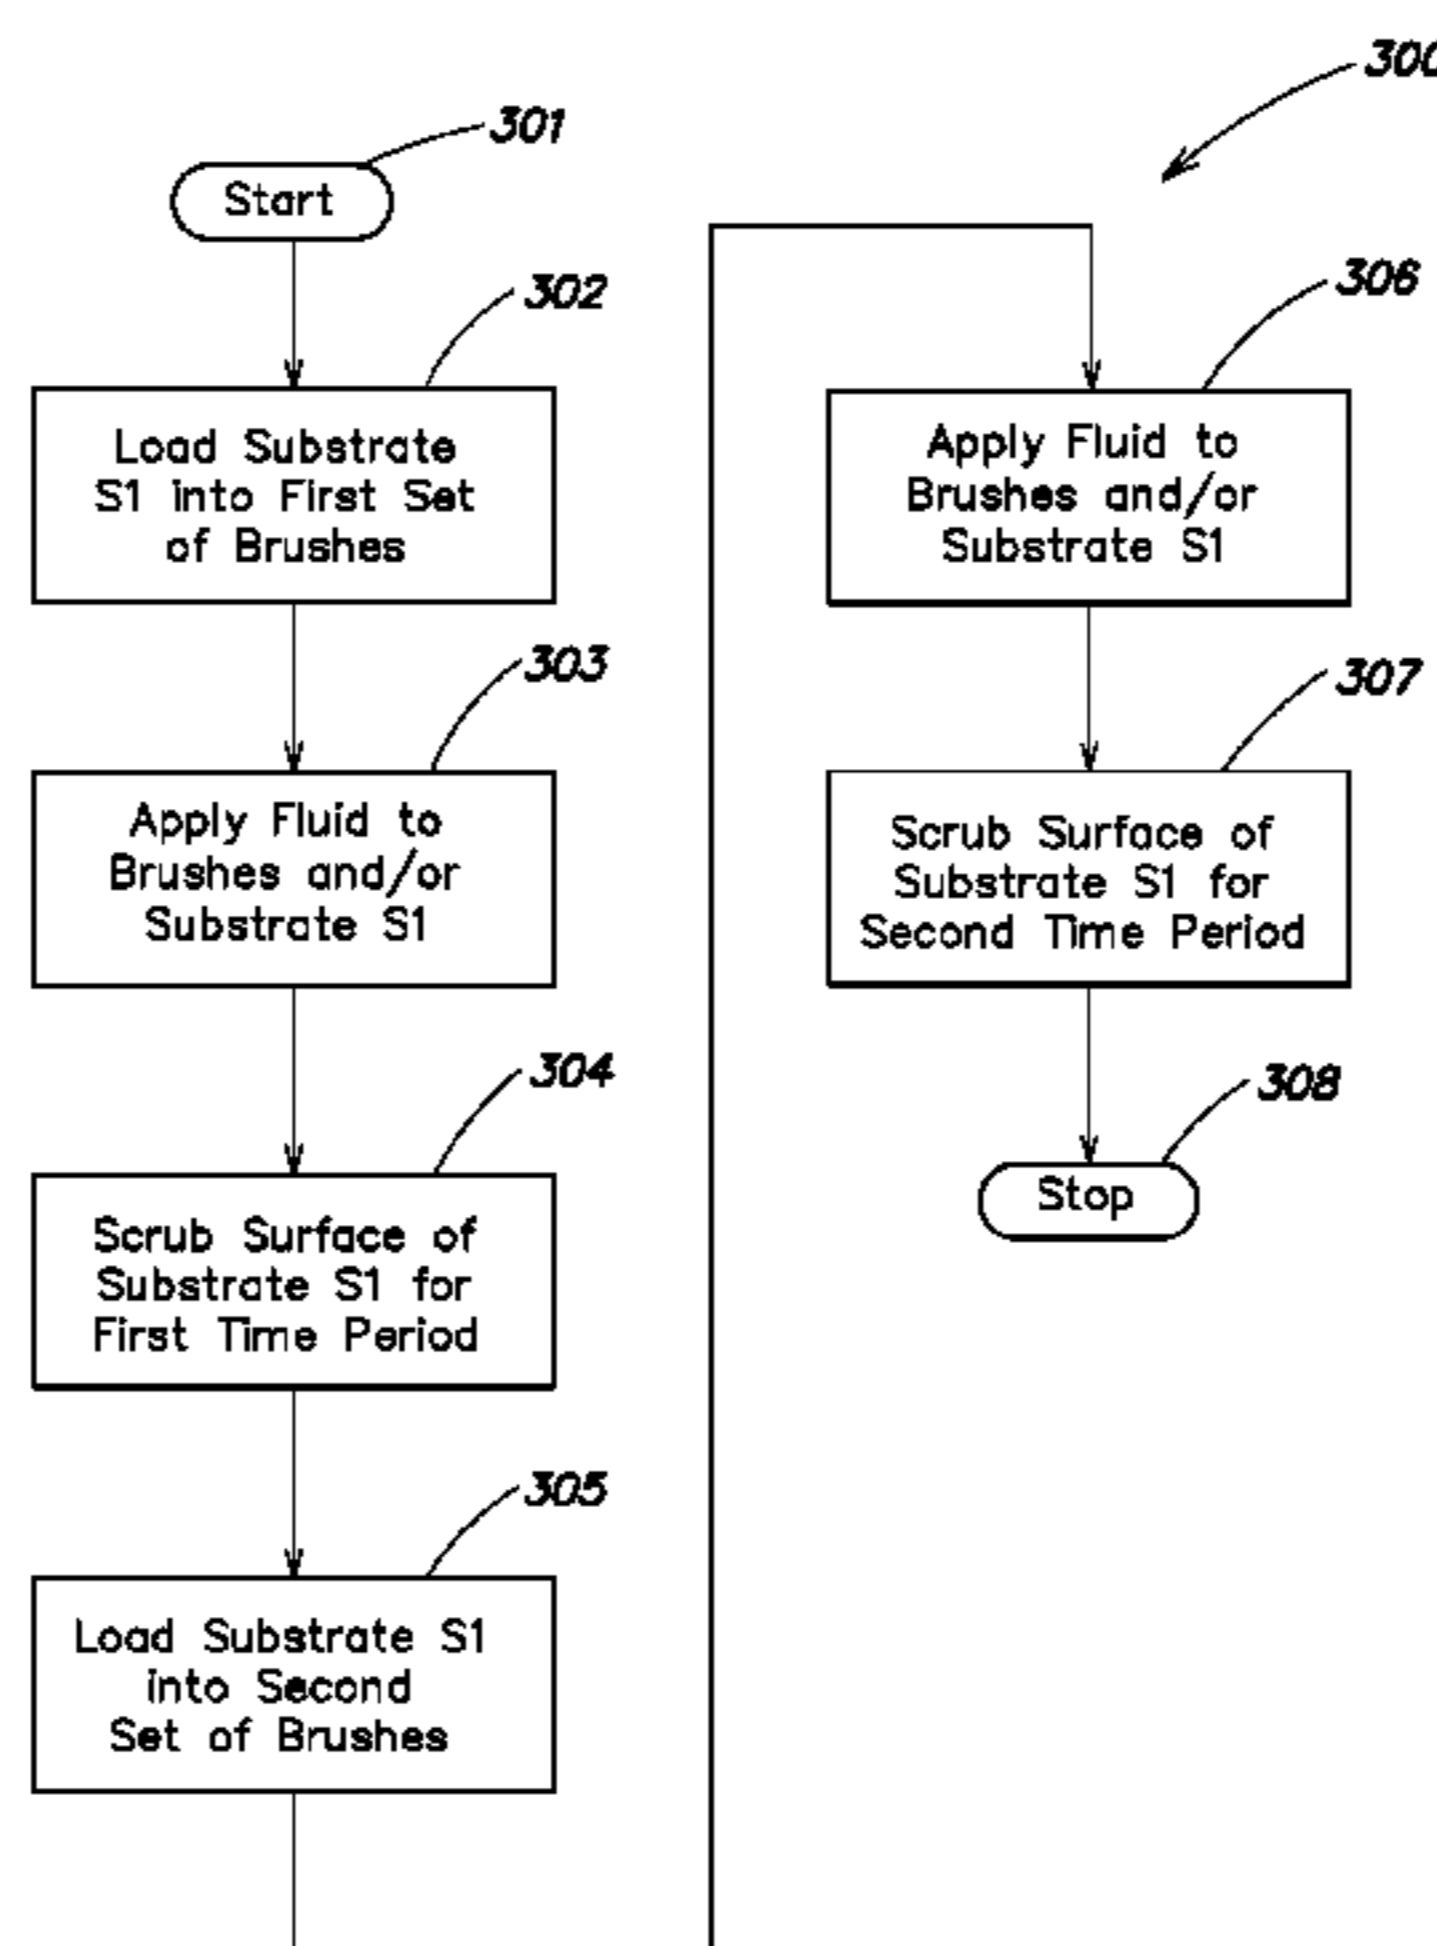 300
301
Start
302
Load Substrate
S1 into First Set
of Brushes
303
Apply Fluid to
Brushes and/or
Substrate S1
304
Scrub Surface of
Substrate S1 for
First Time Period
305
Load Substrate S1
into Second
Set of Brushes
306
Apply Fluid to
Brushes and/or
Substrate S1
307
Scrub Surface of
Substrate S1 for
Second Time Period
308
Stop